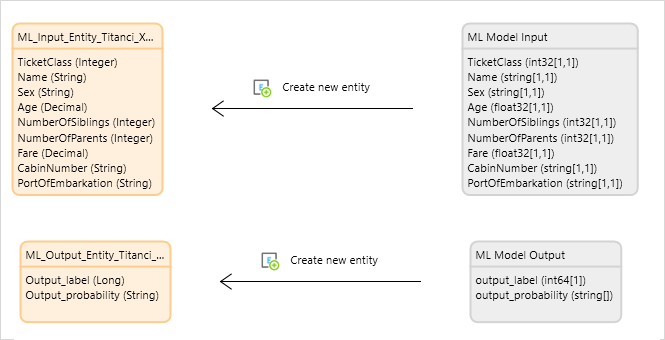 ML_Input_Entity_Titanci_X...
TicketClass (Integer)
Name (String)
Sex (String)
Age (Decimal)
NumberOfSiblings (Integer)
NumberOfParents (Integer)
Fare (Decimal)
CabinNumber (String)
PortOfEmbarkation (String)
Create new entity
ML Model Input
TicketClass (int32[1,1])
Name (string[1,1])
Sex (string[1,1])
Age (float32[1,1])
NumberOfSiblings (int32[1,1])
NumberOfParents (int32[1,1])
Fare (float32[1,1])
CabinNumber (string[1,1])
PortOfEmbarkation (string[1,1])
ML_Output_Entity_Titanci_...
Output_label (Long)
Output_probability (String)
Create new entity
ML Model Output
output_label (int64[1])
output_probability (string[])